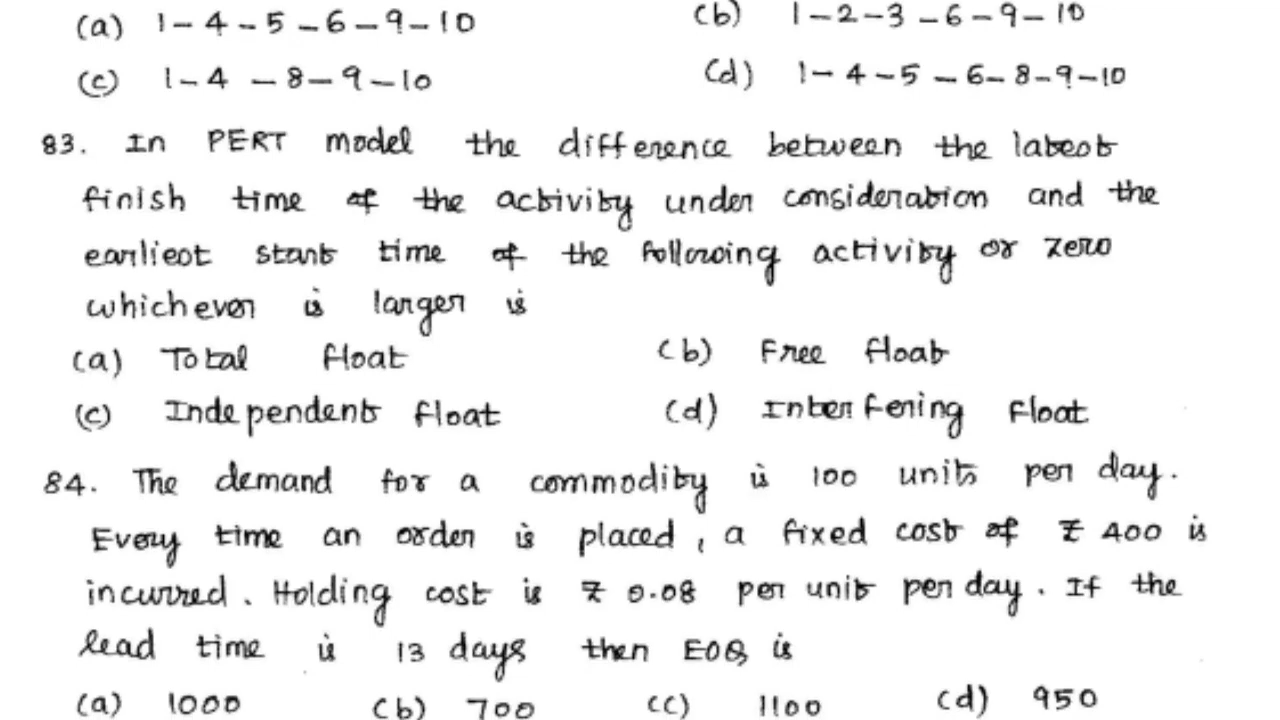 (a) 1-4-5-6-9-10 (b) 1-2-3-6-9-10
(c) 1-4-8-9-10 (d) 1-4-5-6-8-9-10
83. In PERT model the difference between the latest
finish time of the activity under consideration and the
earliest start time of the following activity or zero
whichever is larger is
(a) Total float (b) Free float
(c) Independent float (d) Interfering Float
84. The demand for a commodity is 100 units per day.
Every time an order is placed, a fixed cost of ₹ 400 is
incurred. Holding cost is ₹ 0.08 per unit per day. If the
lead time is 13 days then EOQ is
(a) 1000 (b) 700 (c) 1100 (d) 950